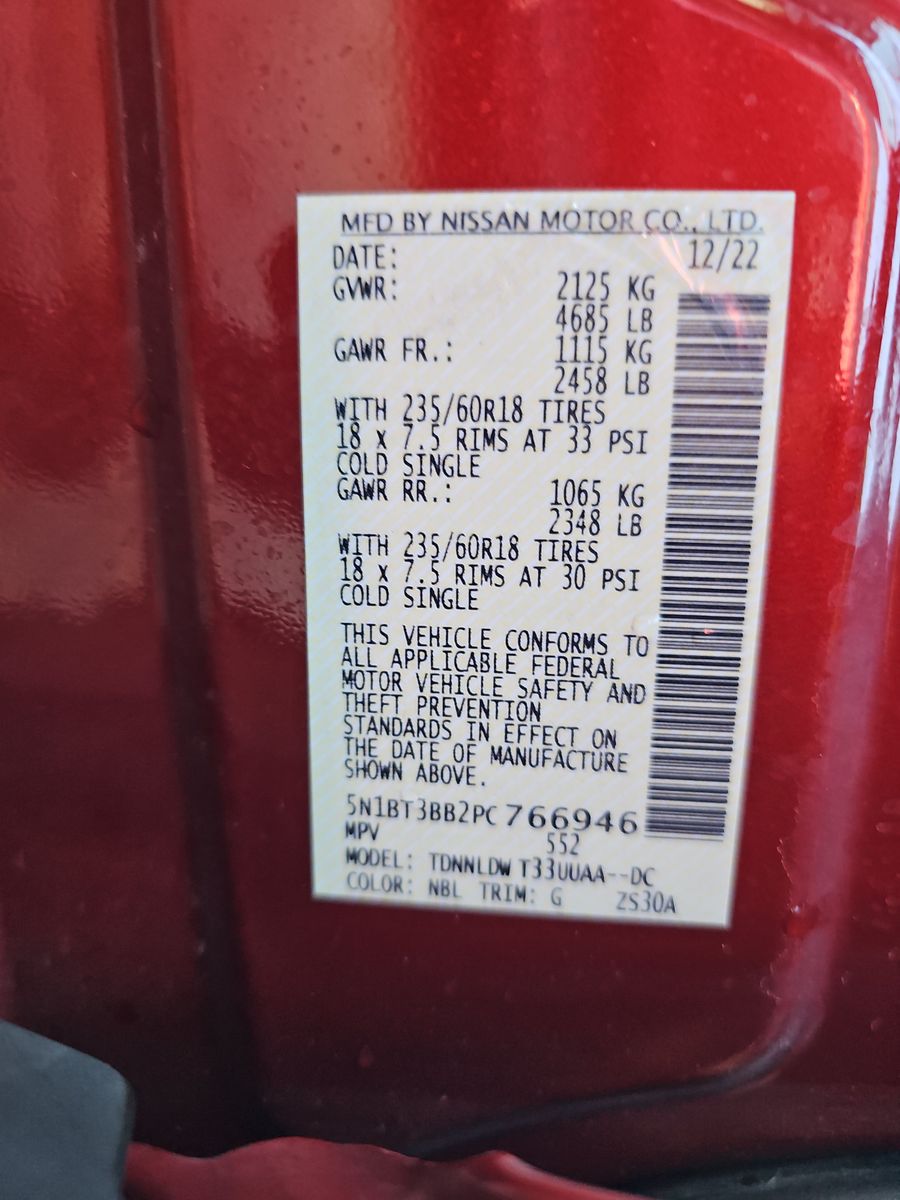 MFD BY NISSAN MOTOR CO., LTD.
DATE: 12/22
GVWR: 2125 KG
4685 LB
GAWR FR.: 1115 KG
2458 LB
WITH 235/60R18 TIRES
18 x 7.5 RIMS AT 33 PSI
COLD SINGLE
GAWR RR.: 1065 KG
2348 LB
WITH 235/60R18 TIRES
18 x 7.5 RIMS AT 30 PSI
COLD SINGLE
THIS VEHICLE CONFORMS TO
ALL APPLICABLE FEDERAL
MOTOR VEHICLE SAFETY AND
THEFT PREVENTION
STANDARDS IN EFFECT ON
THE DATE OF MANUFACTURE
SHOWN ABOVE.
5N1BT3BB2PC766946
MPV 552
MODEL: TDNNLDW T33UUAA--DC
COLOR: NBL TRIM: G ZS30A